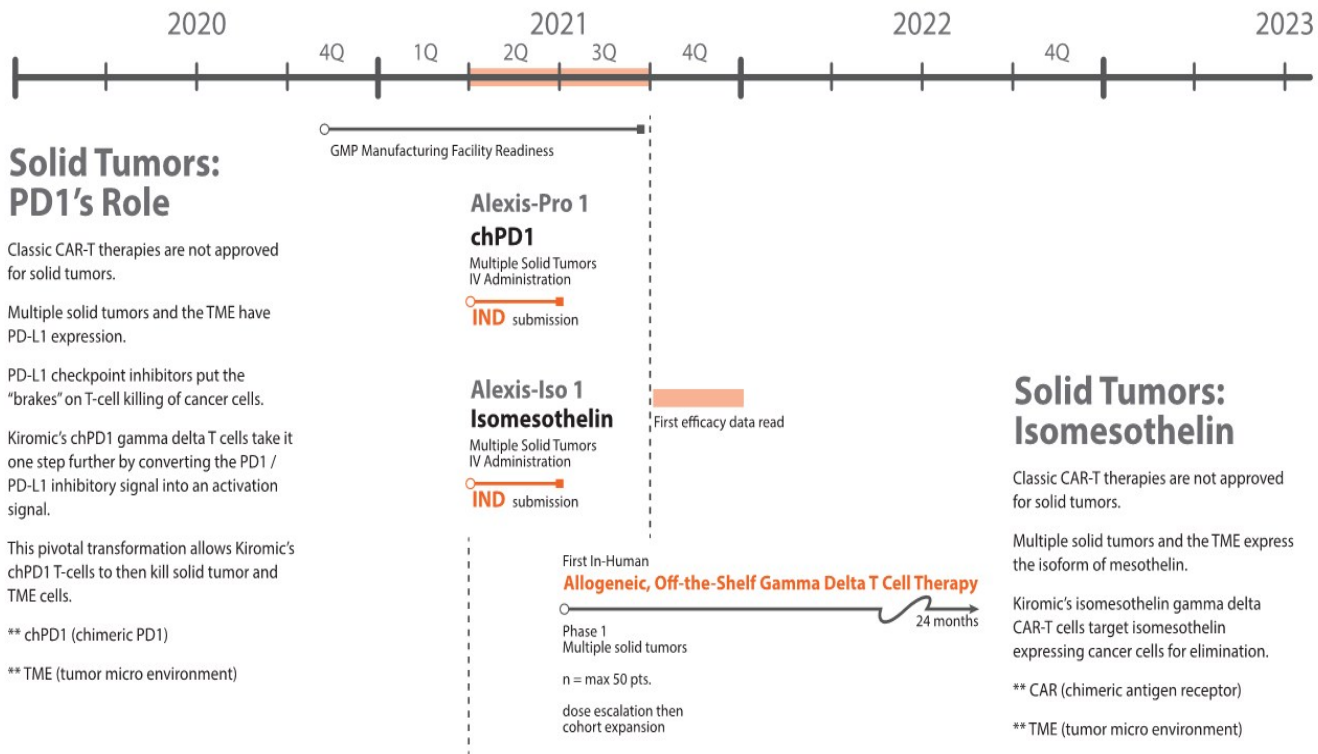 2020
2021
2022
2023
4Q
1Q
2Q
3Q
4Q
4Q
GMP Manufacturing Facility Readiness
Solid Tumors:
PD1's Role
Classic CAR-T therapies are not approved
for solid tumors.
Multiple solid tumors and the TME have
PD-L1 expression.
PD-L1 checkpoint inhibitors put the
“brakes” on T-cell killing of cancer cells.
Kiromic's chPD1 gamma delta T cells take it
one step further by converting the PD1 /
PD-L1 inhibitory signal into an activation
signal.
This pivotal transformation allows Kiromic's
chPD1 T-cells to then kill solid tumor and
TME cells.
** chPD1 (chimeric PD1)
** TME (tumor micro environment)
Alexis-Pro 1
chPD1
Multiple Solid Tumors
IV Administration
IND submission
Alexis-Iso 1
Isomesothelin
Multiple Solid Tumors
IV Administration
IND submission
First efficacy data read
First In-Human
Allogeneic, Off-the-Shelf Gamma Delta T Cell Therapy
24 months
Phase 1
Multiple solid tumors
n = max 50 pts.
dose escalation then
cohort expansion
Solid Tumors:
Isomesothelin
Classic CAR-T therapies are not approved
for solid tumors.
Multiple solid tumors and the TME express
the isoform of mesothelin.
Kiromic's isomesothelin gamma delta
CAR-T cells target isomesothelin
expressing cancer cells for elimination.
** CAR (chimeric antigen receptor)
** TME (tumor micro environment)